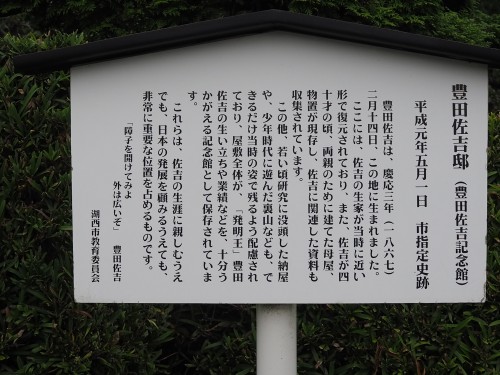 豊田佐吉邸(豊田佐吉記念館)
平成元年五月一日 市指定史跡
豊田佐吉は、慶応三年(一八六七)
二月十四日、この地に生まれました。
ここには、佐吉の生家が当時に近い
形で復元されており、また、佐吉が四
十才の頃、両親のために建てた母屋、
物置が現存し、佐吉に関連した資料も
収集されています。
この他、若い頃研究に没頭した納屋
や、少年時代に遊んだ裏山なども、で
きるだけ当時の姿で残るよう配慮され
ており、屋敷全体が、「発明王」豊田
佐吉の生い立ちや業績などを、十分う
かがえる記念館として保存されていま
す。
これらは、佐吉の生涯に親しむうえ
でも、日本の発展を顧みるうえでも、
非常に重要な位置を占めるものです。
「障子を開けてみよ
外は広いぞ」 豊田佐吉
湖西市教育委員会